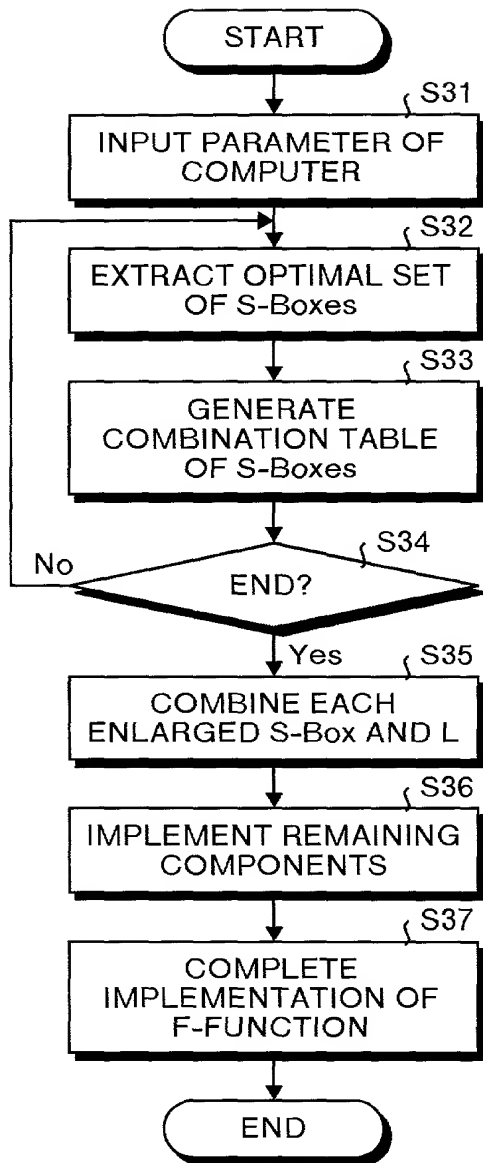 START
S31
INPUT PARAMETER OF
COMPUTER
S32
EXTRACT OPTIMAL SET
OF S-Boxes
S33
GENERATE
COMBINATION TABLE
OF S-Boxes
S34
No
END?
Yes
S35
COMBINE EACH
ENLARGED S-Box AND L
S36
IMPLEMENT REMAINING
COMPONENTS
S37
COMPLETE
IMPLEMENTATION OF
F-FUNCTION
END